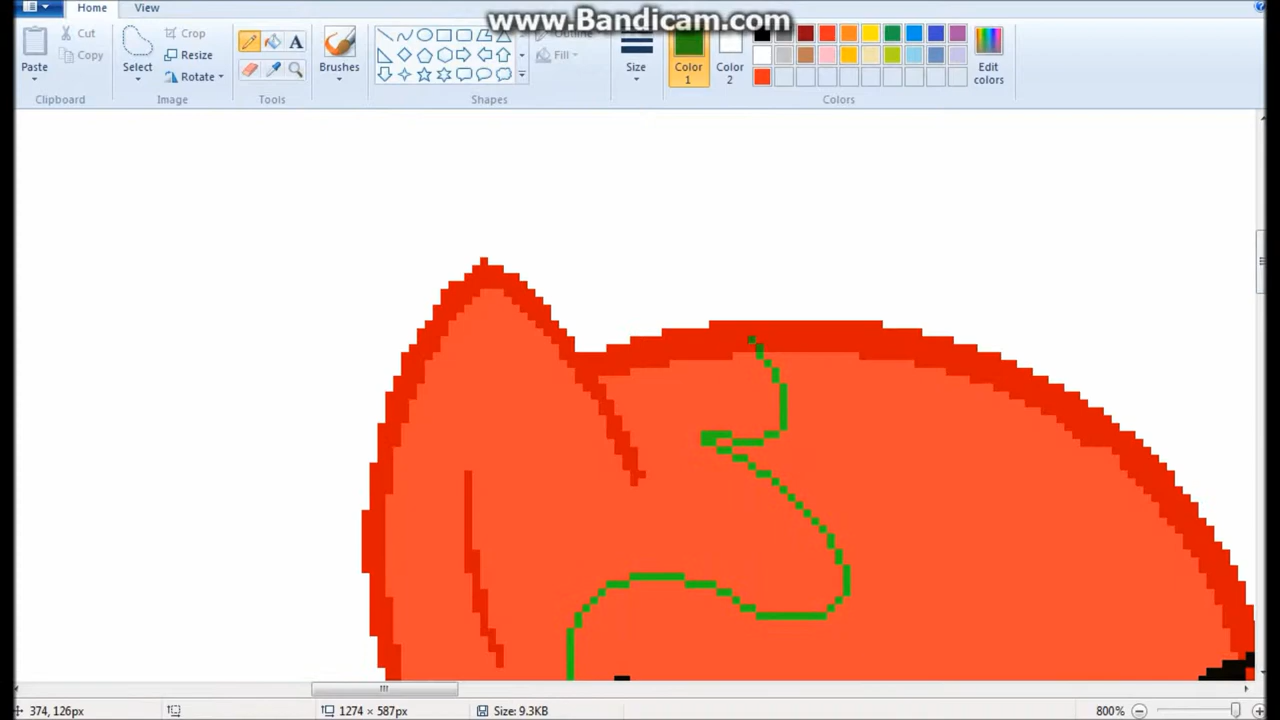 www.Bandicam.com
Home View
Paste
Cut
Copy
Clipboard
Select
Crop
Resize
Rotate
Image
A
Tools
Brushes
Outline
Fill
Shapes
Size
Color 1
Color 2
Edit colors
Colors
374, 126px
1274 × 587px
Size: 9.3KB
800%